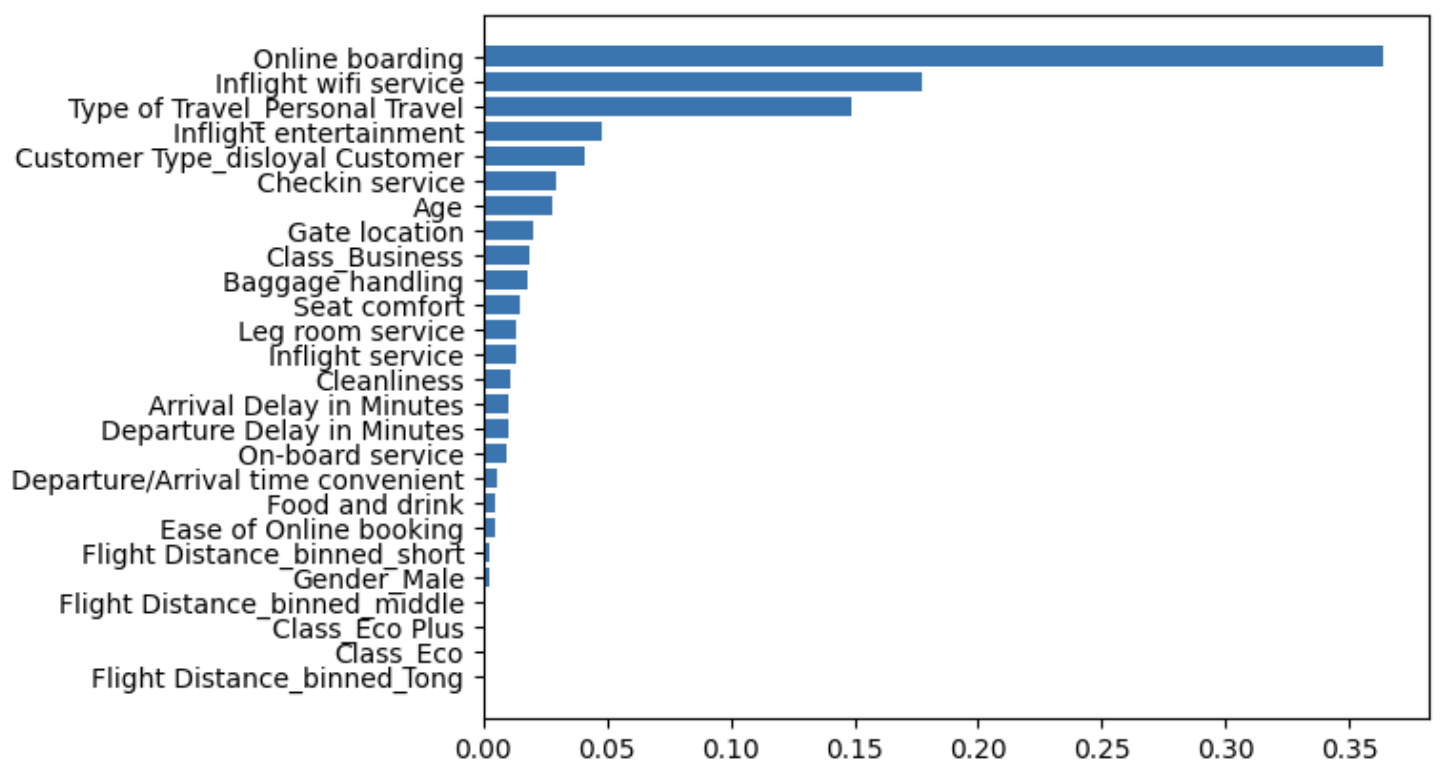 Online boarding
Inflight wifi service
Type of Travel_Personal Travel
Inflight entertainment
Customer Type_disloyal Customer
Checkin service
Age
Gate location
Class_Business
Baggage handling
Seat comfort
Leg room service
Inflight service
Cleanliness
Arrival Delay in Minutes
Departure Delay in Minutes
On-board service
Departure/Arrival time convenient
Food and drink
Ease of Online booking
Flight Distance_binned_short
Gender_Male
Flight Distance_binned_middle
Class_Eco Plus
Class_Eco
Flight Distance_binned_long
0.00 0.05 0.10 0.15 0.20 0.25 0.30 0.35